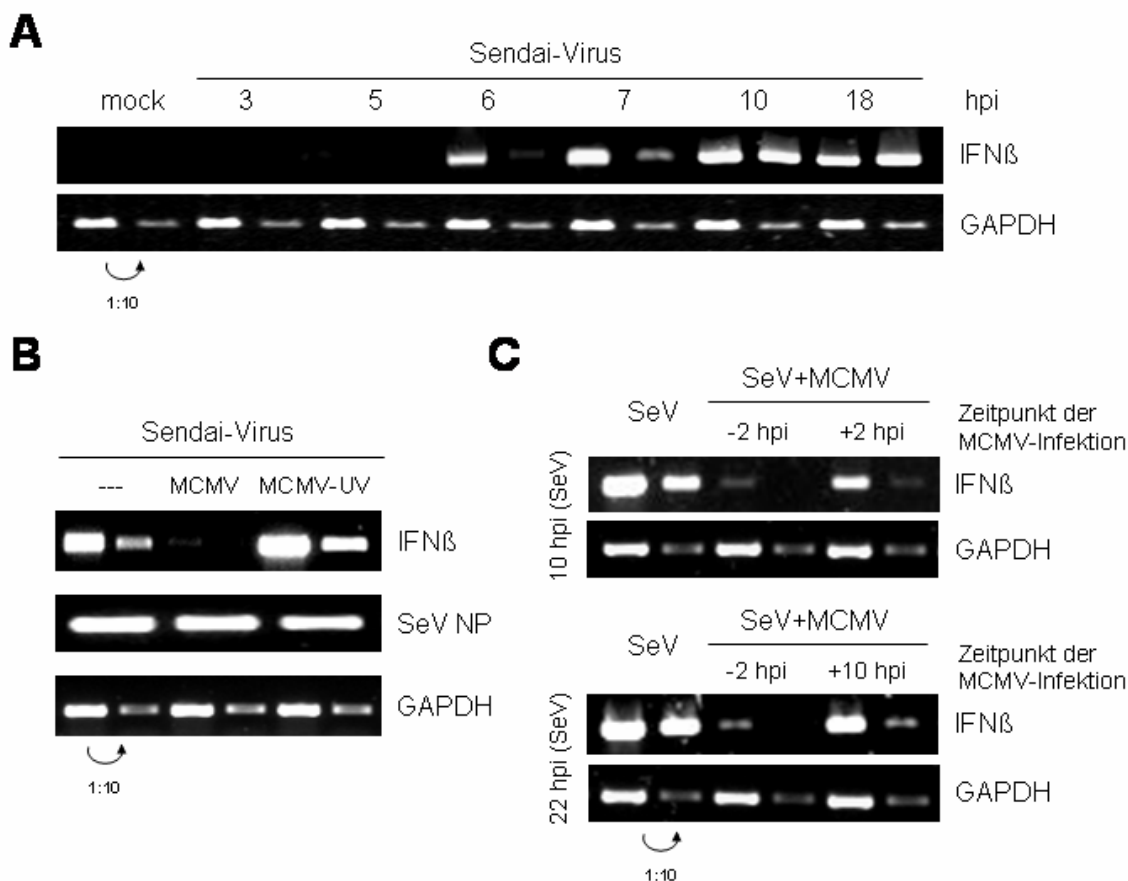 A
Sendai-Virus
mock 3 5 6 7 10 18 hpi
IFNß
GAPDH
1:10
B
Sendai-Virus
--- MCMV MCMV-UV
IFNß
SeV NP
GAPDH
1:10
C
SeV SeV+MCMV
-2 hpi +2 hpi
Zeitpunkt der
MCMV-Infektion
10 hpi (SeV)
IFNß
GAPDH
SeV SeV+MCMV
-2 hpi +10 hpi
Zeitpunkt der
MCMV-Infektion
22 hpi (SeV)
IFNß
GAPDH
1:10